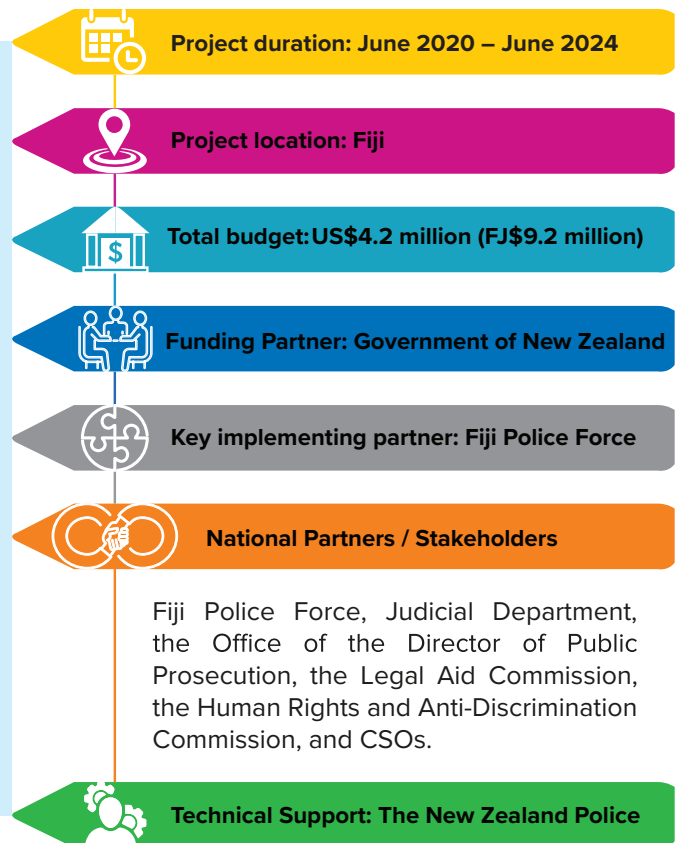 Project duration: June 2020 – June 2024
Project location: Fiji
$
Total budget: US$4.2 million (FJ$9.2 million)
Funding Partner: Government of New Zealand
Key implementing partner: Fiji Police Force
National Partners / Stakeholders
Fiji Police Force, Judicial Department,
the Office of the Director of Public
Prosecution, the Legal Aid Commission,
the Human Rights and Anti-Discrimination
Commission, and CSOs.
Technical Support: The New Zealand Police